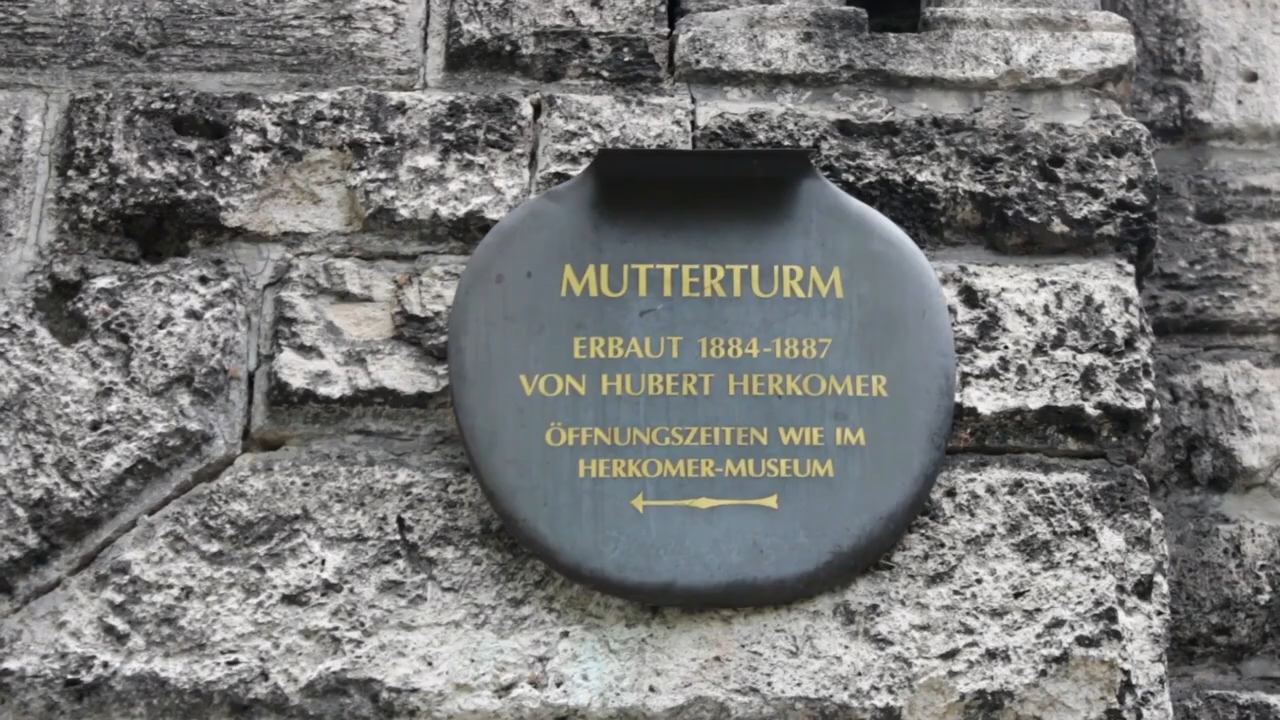 MUTTERTURM
ERBAUT 1884-1887
VON HUBERT HERKOMER
ÖFFNUNGSZEITEN WIE IM
HERKOMER-MUSEUM